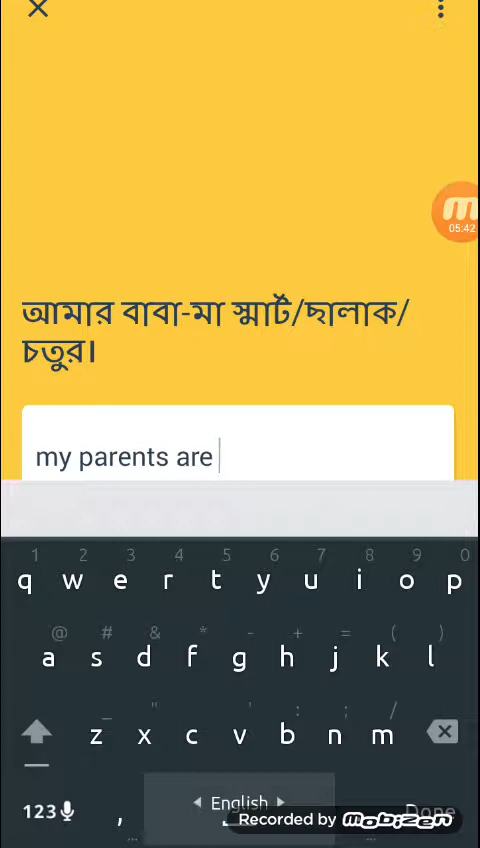 05:42
আমার বাবা-মা স্মার্ট/ছালাক/
চতুর।
my parents are
1 2 3 4 5 6 7 8 9 0
q w e r t y u i o p
@ # & * - + = ( )
a s d f g h j k l
_ " ' : ; /
z x c v b n m
123 , English Done
Recorded by Mobizen